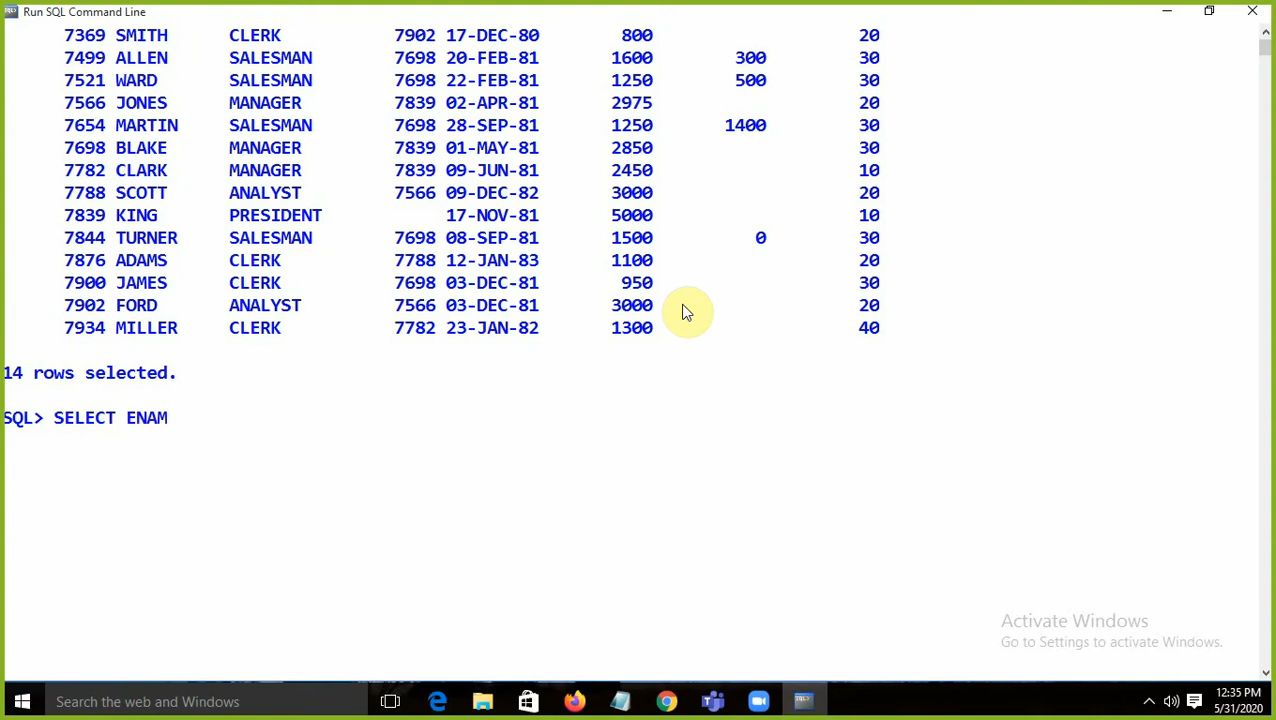 Run SQL Command Line
7369 SMITH CLERK 7902 17-DEC-80 800 20
7499 ALLEN SALESMAN 7698 20-FEB-81 1600 300 30
7521 WARD SALESMAN 7698 22-FEB-81 1250 500 30
7566 JONES MANAGER 7839 02-APR-81 2975 20
7654 MARTIN SALESMAN 7698 28-SEP-81 1250 1400 30
7698 BLAKE MANAGER 7839 01-MAY-81 2850 30
7782 CLARK MANAGER 7839 09-JUN-81 2450 10
7788 SCOTT ANALYST 7566 09-DEC-82 3000 20
7839 KING PRESIDENT 17-NOV-81 5000 10
7844 TURNER SALESMAN 7698 08-SEP-81 1500 0 30
7876 ADAMS CLERK 7788 12-JAN-83 1100 20
7900 JAMES CLERK 7698 03-DEC-81 950 30
7902 FORD ANALYST 7566 03-DEC-81 3000 20
7934 MILLER CLERK 7782 23-JAN-82 1300 40
14 rows selected.
SQL> SELECT ENAM
Activate Windows
Go to Settings to activate Windows.
Search the web and Windows
12:35 PM
5/31/2020